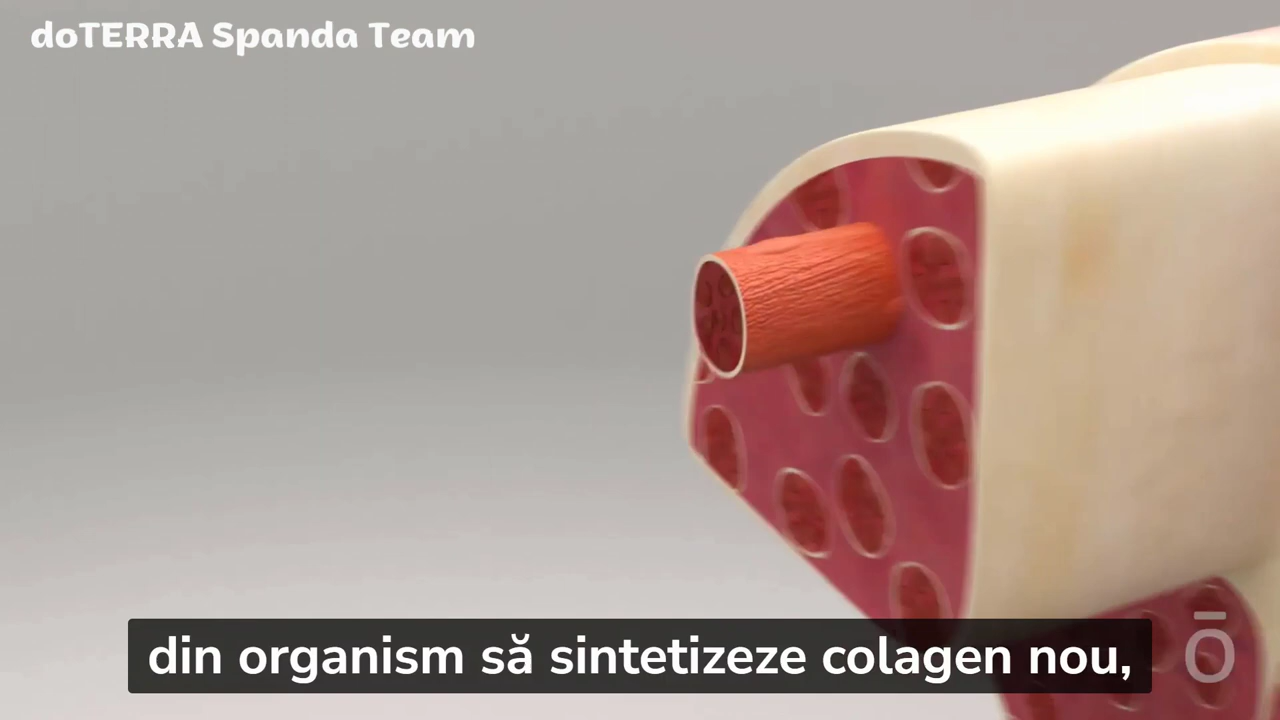 doTERRA Spanda Team
din organism să sintetizeze colagen nou,
ō